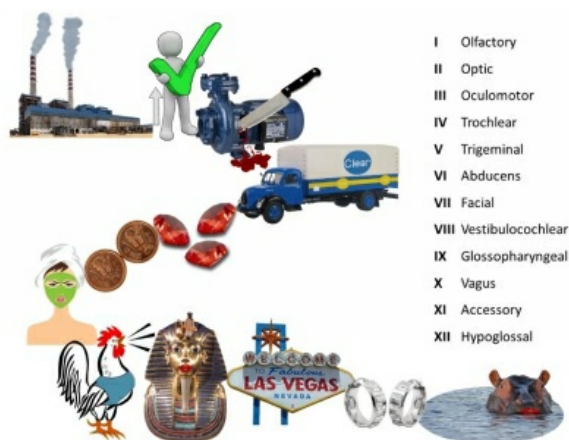 I Olfactory
II Optic
III Oculomotor
IV Trochlear
V Trigeminal
VI Abducens
VII Facial
VIII Vestibulocochlear
IX Glossopharyngeal
X Vagus
XI Accessory
XII Hypoglossal
Clear
WELCOME
TO Fabulous
LAS VEGAS
NEVADA